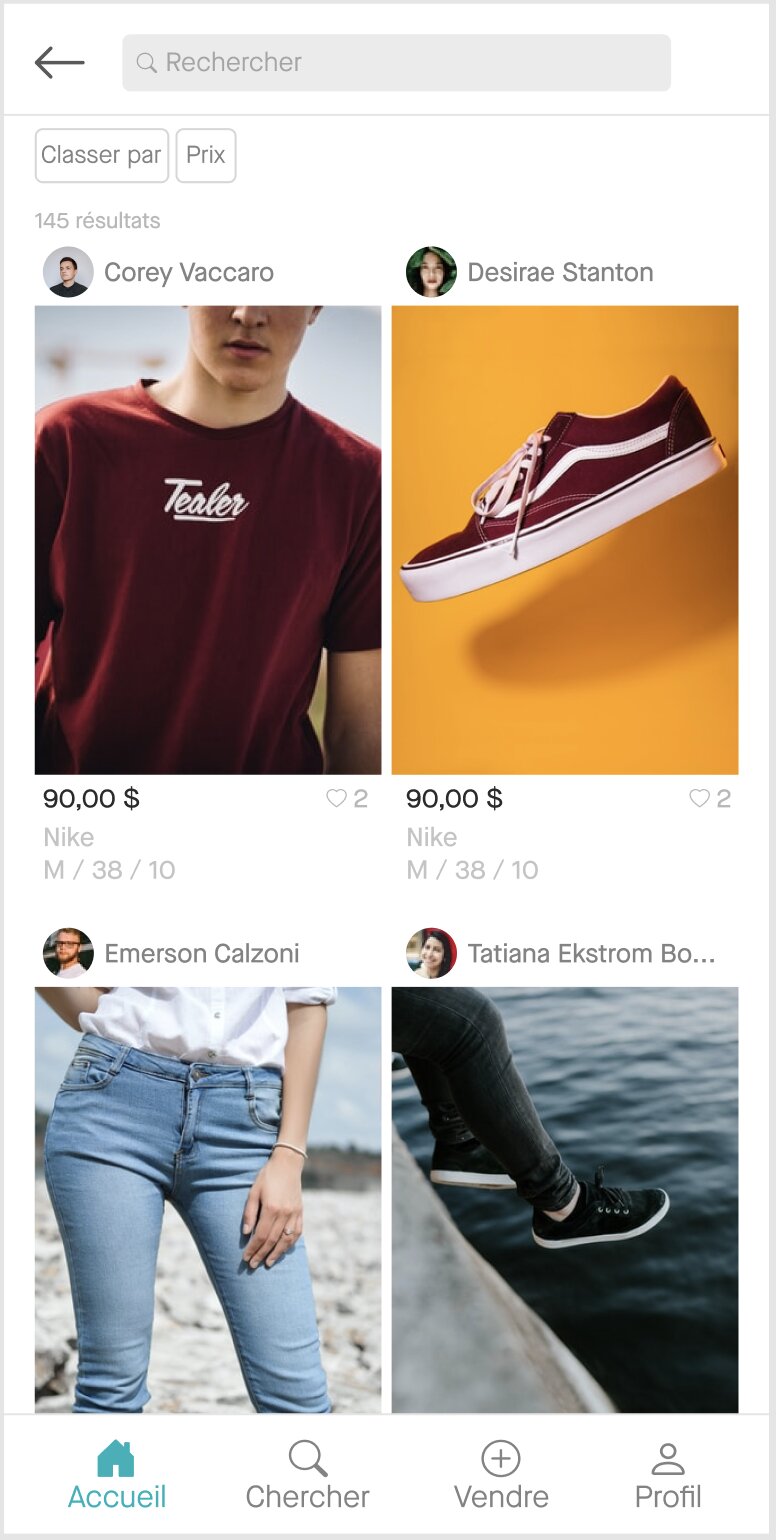 Rechercher
Classer par
Prix
145 résultats
Corey Vaccaro
Desirae Stanton
Tealer
90,00 $
2
90,00 $
2
Nike
Nike
M / 38 / 10
M / 38 / 10
Emerson Calzoni
Tatiana Ekstrom Bo...
Accueil
Chercher
Vendre
Profil